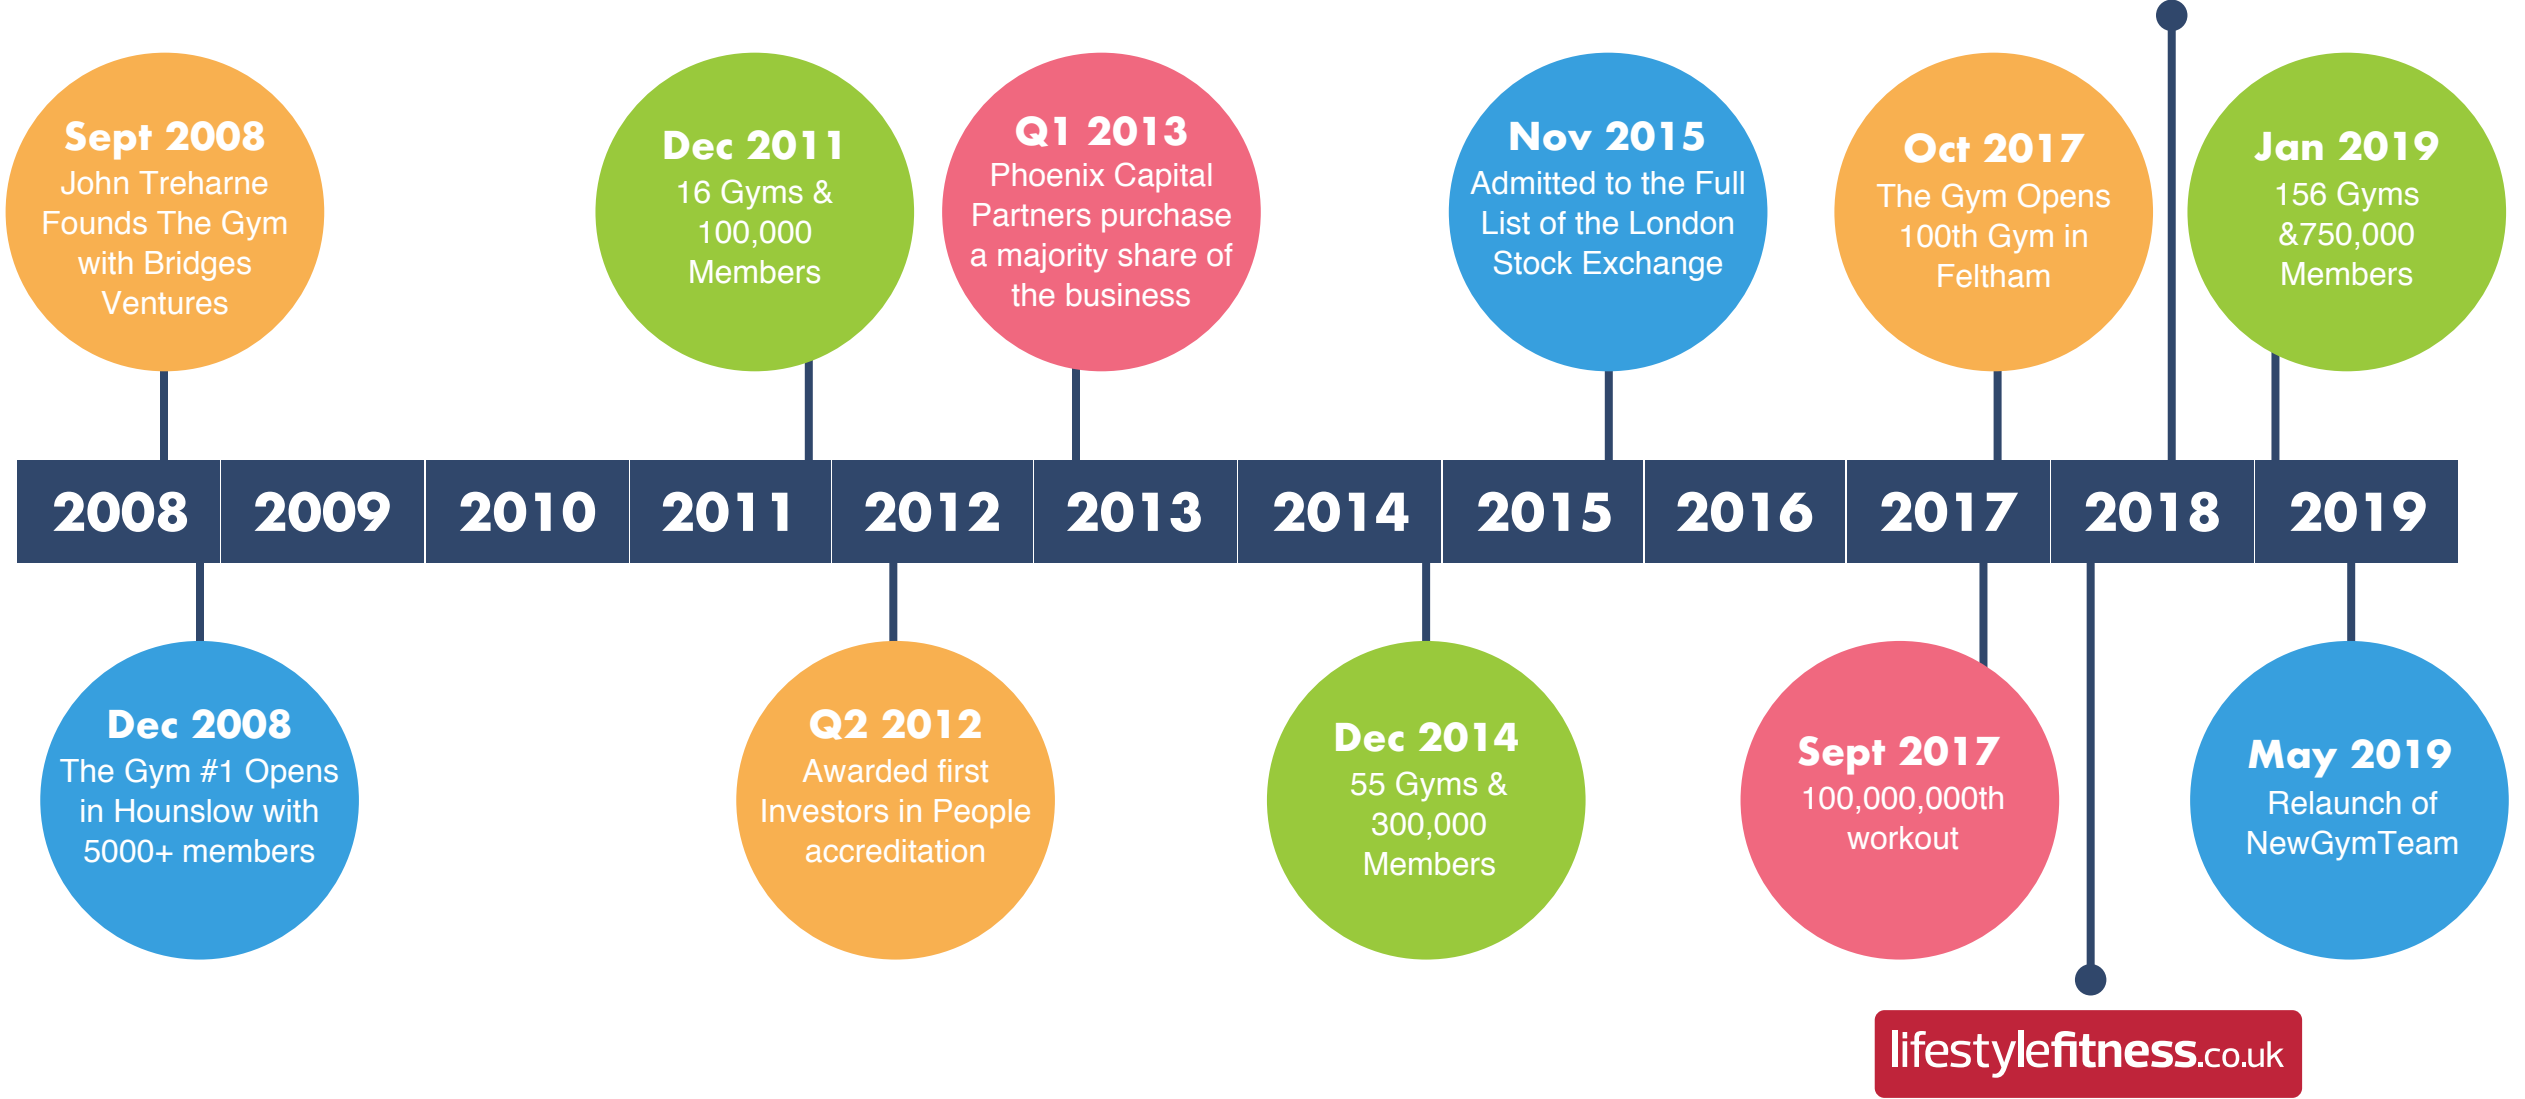 Sept 2008
John Treharne
Founds The Gym
with Bridges
Ventures
Dec 2011
16 Gyms &
100,000
Members
Q1 2013
Phoenix Capital
Partners purchase
a majority share of
the business
Nov 2015
Admitted to the Full
List of the London
Stock Exchange
Oct 2017
The Gym Opens
100th Gym in
Feltham
Jan 2019
156 Gyms
&750,000
Members
2008 2009 2010 2011 2012 2013 2014 2015 2016 2017 2018 2019
Dec 2008
The Gym #1 Opens
in Hounslow with
5000+ members
Q2 2012
Awarded first
Investors in People
accreditation
Dec 2014
55 Gyms &
300,000
Members
Sept 2017
100,000,000th
workout
May 2019
Relaunch of
NewGymTeam
lifestylefitness.co.uk